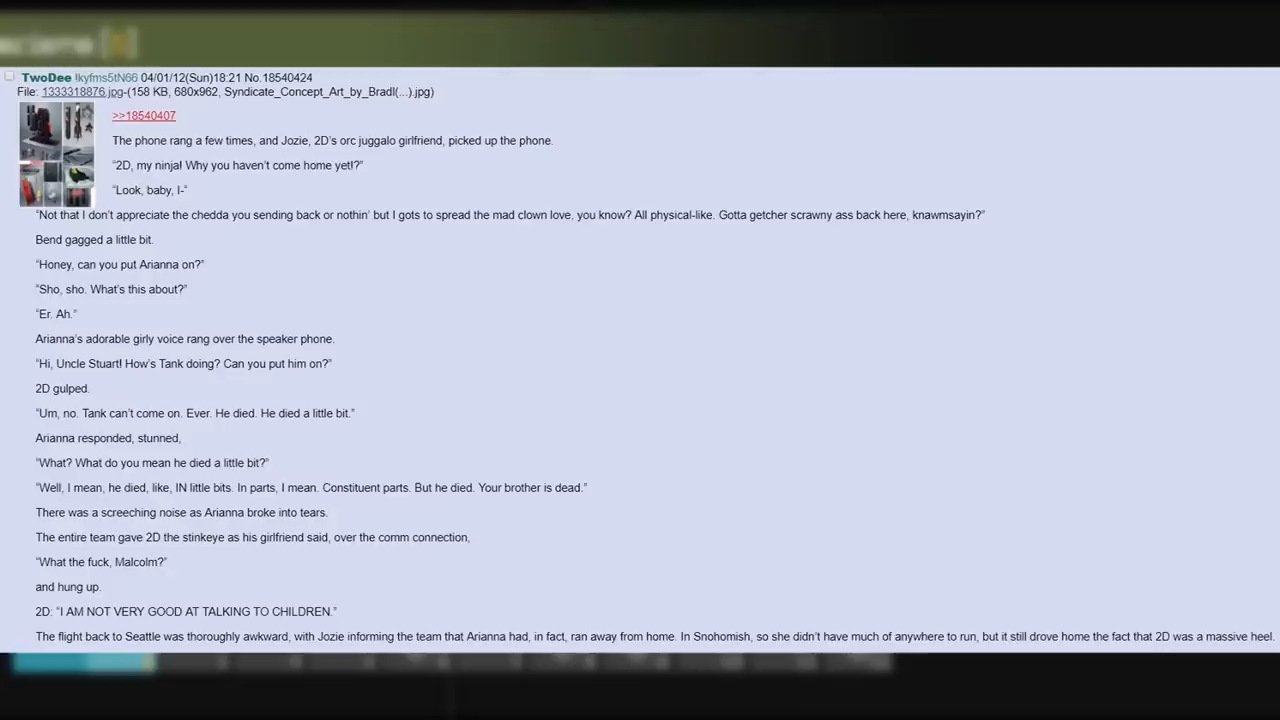 TwoDee !kyfms5tN66 04/01/12(Sun)18:21 No.18540424
File: 1333318876.jpg-(158 KB, 680x962, Syndicate_Concept_Art_by_Bradl(...).jpg)
>>18540407
The phone rang a few times, and Jozie, 2D's orc juggalo girlfriend, picked up the phone.
“2D, my ninja! Why you haven't come home yet!?”
“Look, baby, I-“
“Not that I don't appreciate the chedda you sending back or nothin' but I gots to spread the mad clown love, you know? All physical-like. Gotta getcher scrawny ass back here, knawmsayin?”
Bend gagged a little bit.
“Honey, can you put Arianna on?”
“Sho, sho. What's this about?”
“Er. Ah.”
Arianna's adorable girly voice rang over the speaker phone.
“Hi, Uncle Stuart! How's Tank doing? Can you put him on?”
2D gulped.
“Um, no. Tank can't come on. Ever. He died. He died a little bit.”
Arianna responded, stunned,
“What? What do you mean he died a little bit?”
“Well, I mean, he died, like, IN little bits. In parts, I mean. Constituent parts. But he died. Your brother is dead.”
There was a screeching noise as Arianna broke into tears.
The entire team gave 2D the stinkeye as his girlfriend said, over the comm connection,
“What the fuck, Malcolm?”
and hung up.
2D: “I AM NOT VERY GOOD AT TALKING TO CHILDREN.”
The flight back to Seattle was thoroughly awkward, with Jozie informing the team that Arianna had, in fact, ran away from home. In Snohomish, so she didn't have much of anywhere to run, but it still drove home the fact that 2D was a massive heel.